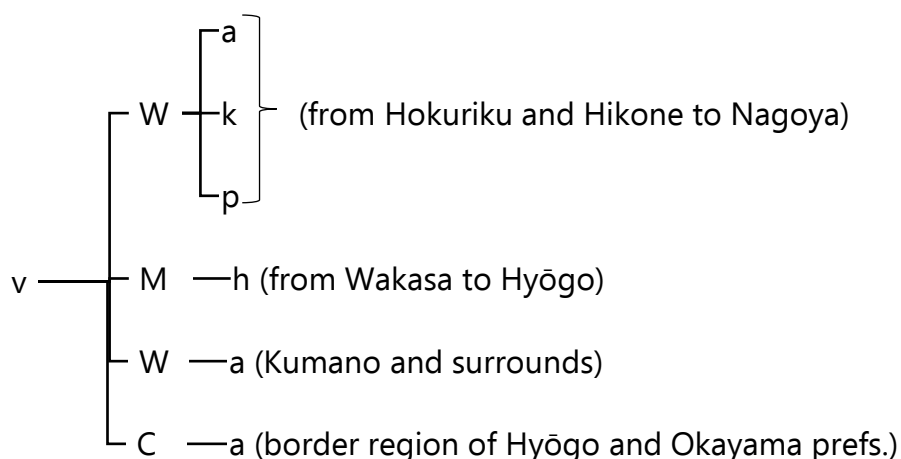 a
W k (from Hokuriku and Hikone to Nagoya)
p
v M h (from Wakasa to Hyōgo)
W a (Kumano and surrounds)
C a (border region of Hyōgo and Okayama prefs.)